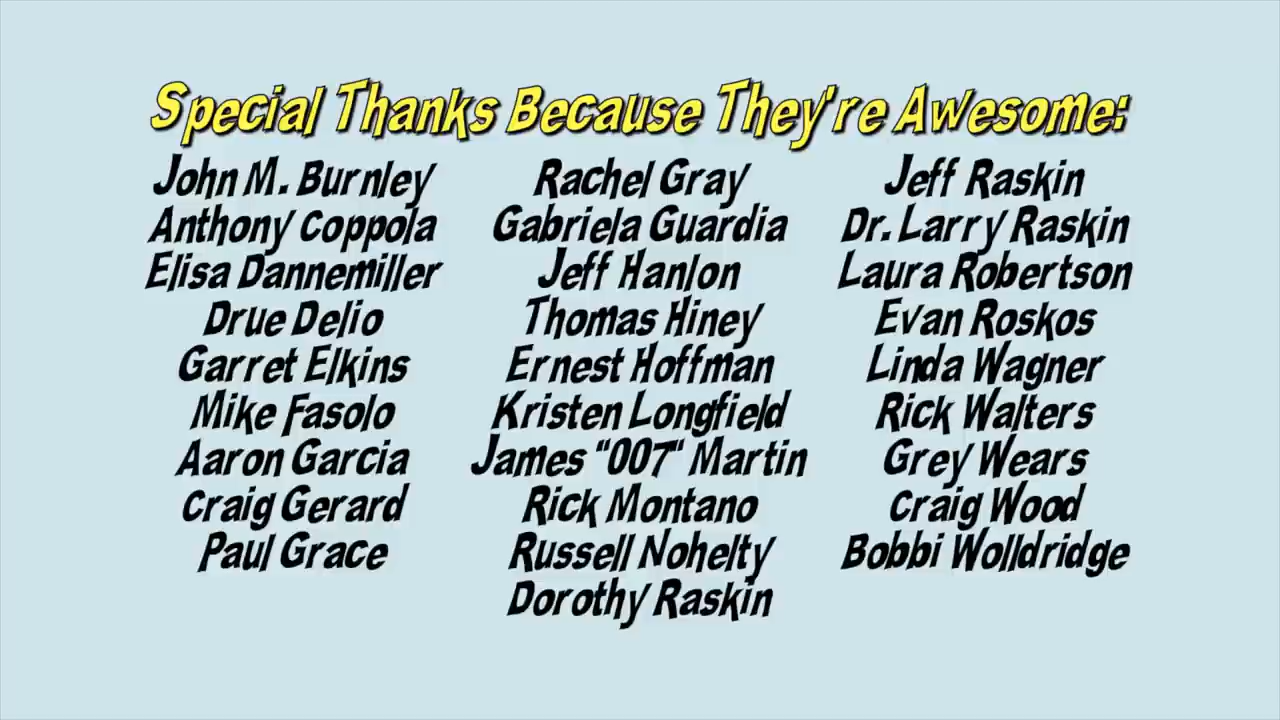 Special Thanks Because They're Awesome:
John M. Burnley
Anthony Coppola
Elisa Dannemiller
Drue Delio
Garret Elkins
Mike Fasolo
Aaron Garcia
Craig Gerard
Paul Grace
Rachel Gray
Gabriela Guardia
Jeff Hanlon
Thomas Hiney
Ernest Hoffman
Kristen Longfield
James "007" Martin
Rick Montano
Russell Nohelty
Dorothy Raskin
Jeff Raskin
Dr. Larry Raskin
Laura Robertson
Evan Roskos
Linda Wagner
Rick Walters
Grey Wears
Craig Wood
Bobbi Wolldridge